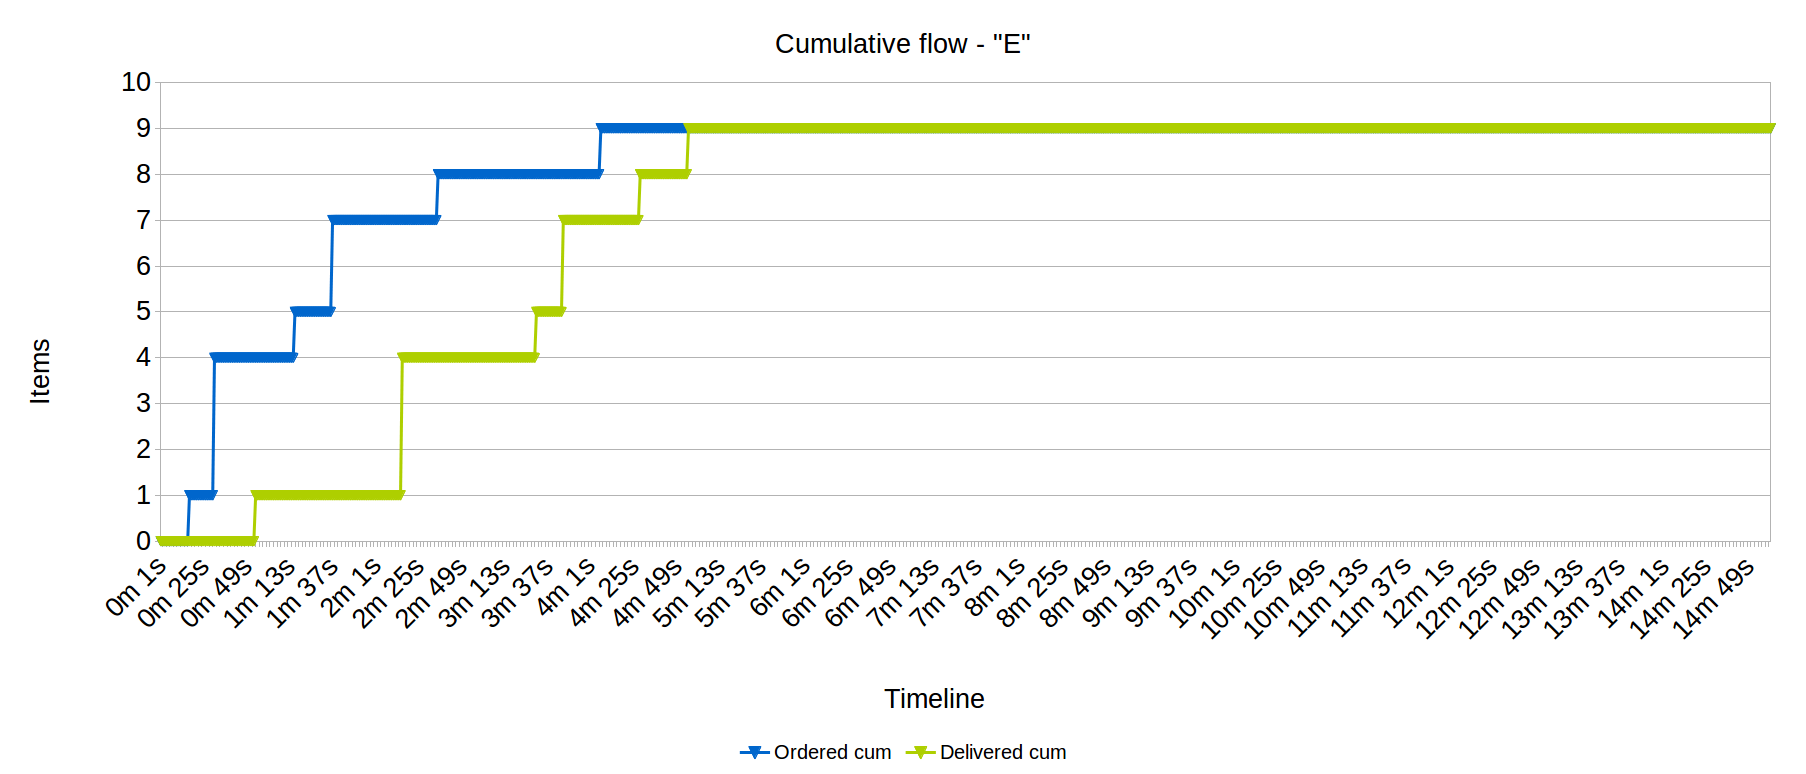 Cumulative flow - "E"
10
9
8
7
6
5
4
3
2
1
0
Items
0m 1s
0m 25s
0m 49s
1m 13s
1m 37s
2m 1s
2m 25s
2m 49s
3m 13s
3m 37s
4m 1s
4m 25s
4m 49s
5m 13s
5m 37s
6m 1s
6m 25s
6m 49s
7m 13s
7m 37s
8m 1s
8m 25s
8m 49s
9m 13s
9m 37s
10m 1s
10m 25s
10m 49s
11m 13s
11m 37s
12m 1s
12m 25s
12m 49s
13m 13s
13m 37s
14m 1s
14m 25s
14m 49s
Timeline
Ordered cum
Delivered cum